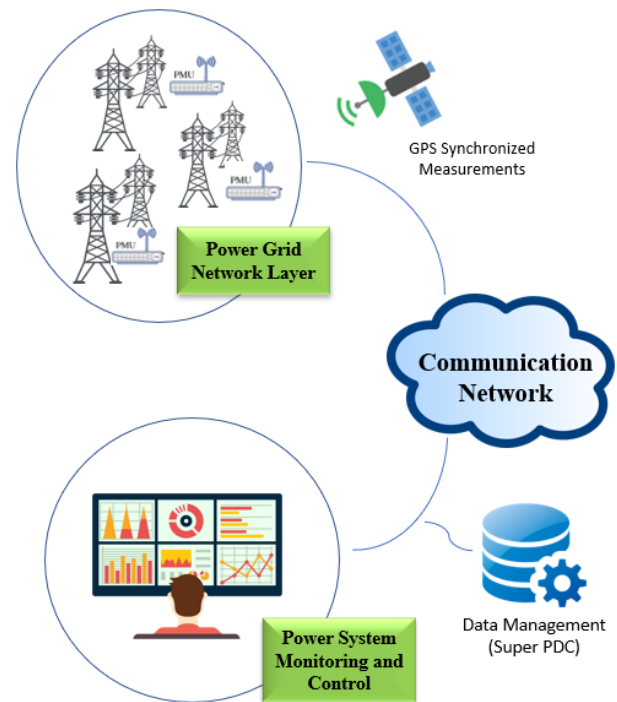 PMU
GPS Synchronized
Measurements
PMU
PMU
Power Grid
Network Layer
Communication
Network
Data Management
(Super PDC)
Power System
Monitoring and
Control